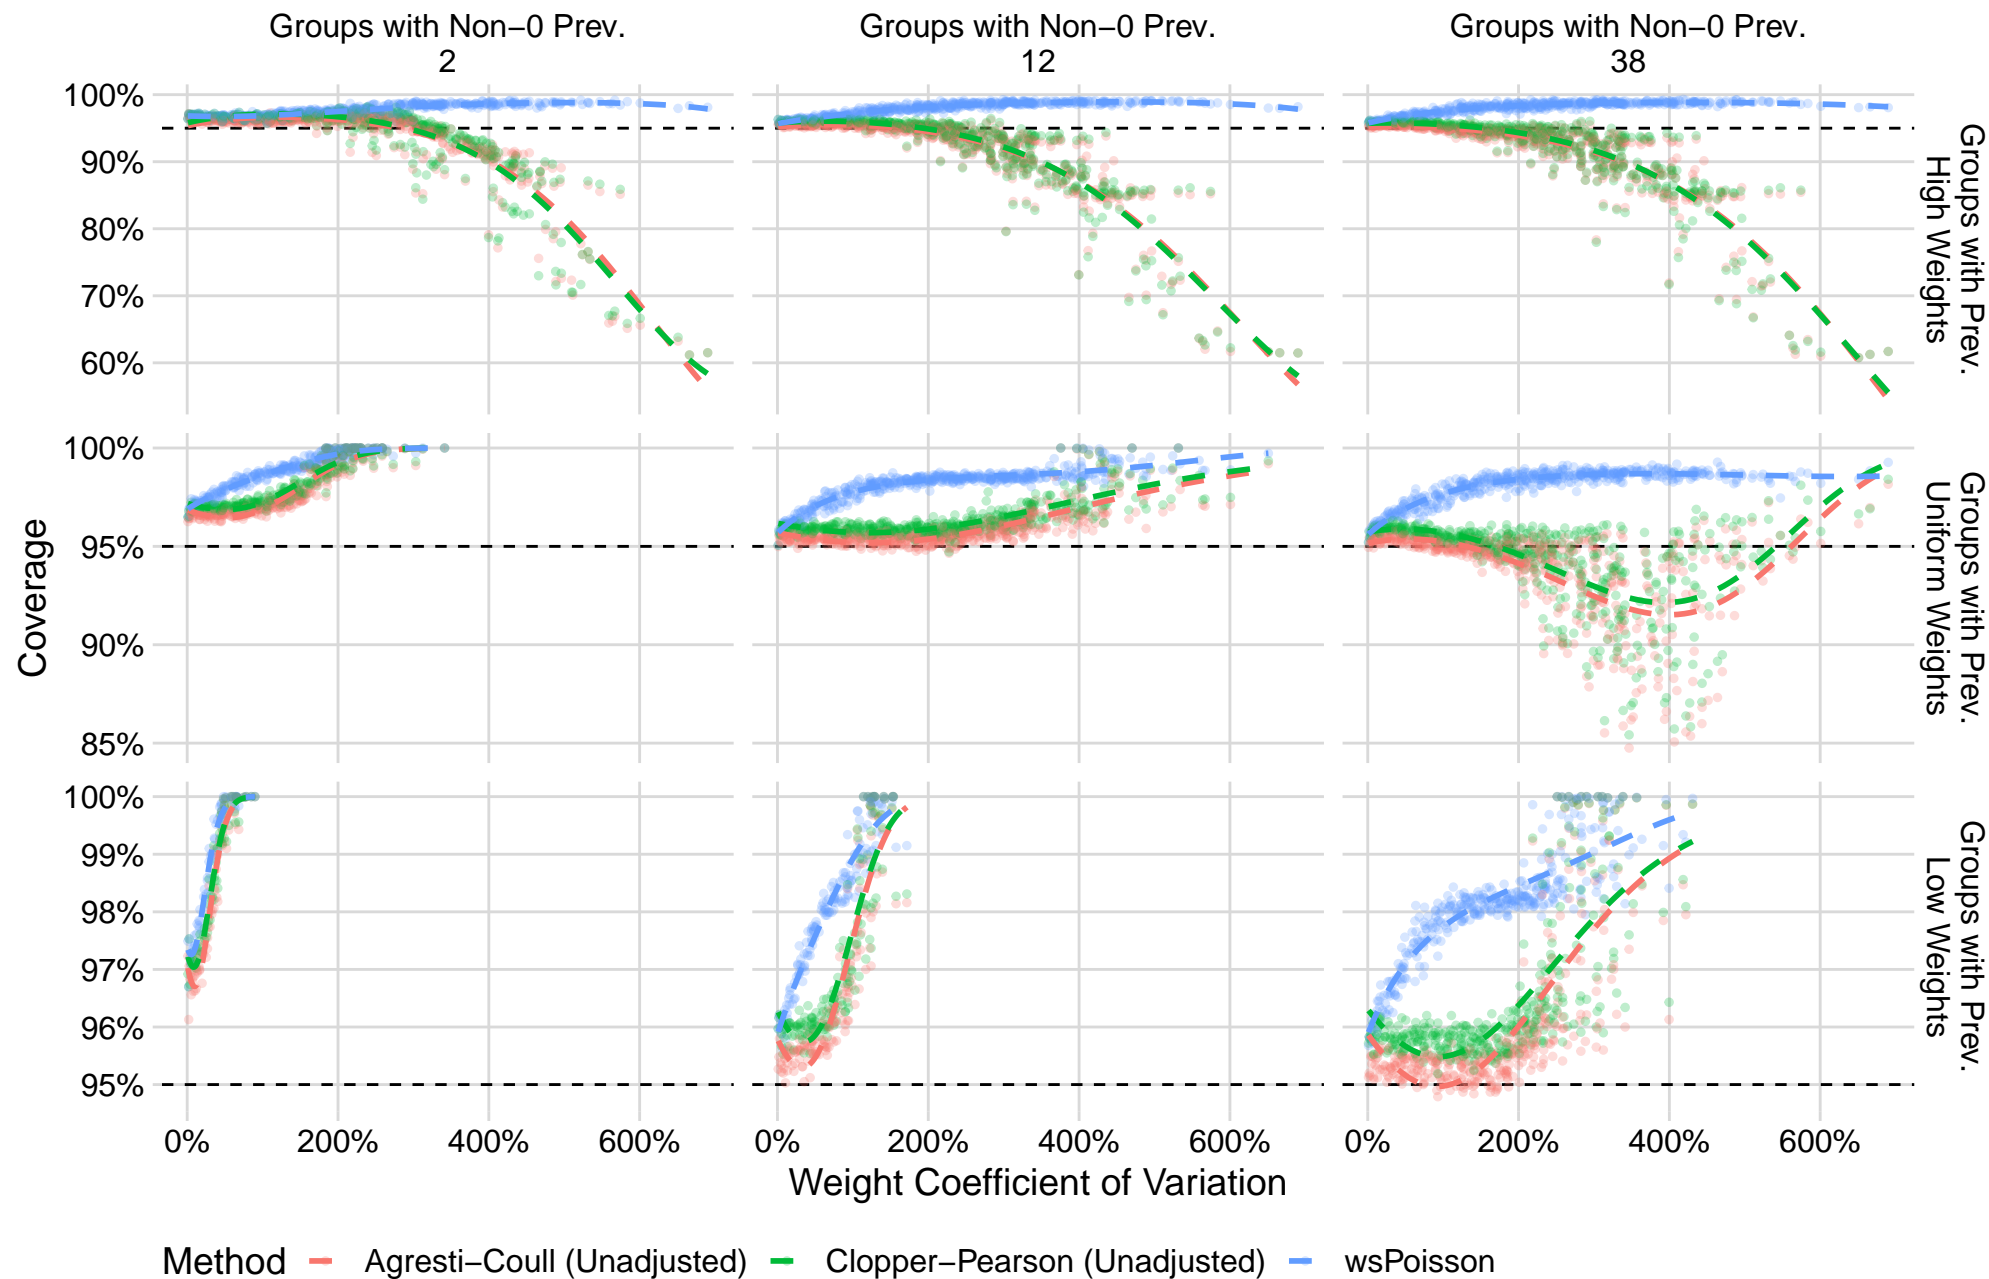 Groups with Non−0 Prev. Groups with Non−0 Prev. Groups with Non−0 Prev.
2 12 38
100%
90%
80%
70%
60%
Groups with Prev.
High Weights
100%
95%
90%
85%
Groups with Prev.
Uniform Weights
100%
99%
98%
97%
96%
95%
Groups with Prev.
Low Weights
Coverage
0% 200% 400% 600% 0% 200% 400% 600% 0% 200% 400% 600%
Weight Coefficient of Variation
Method Agresti−Coull (Unadjusted) Clopper−Pearson (Unadjusted) wsPoisson